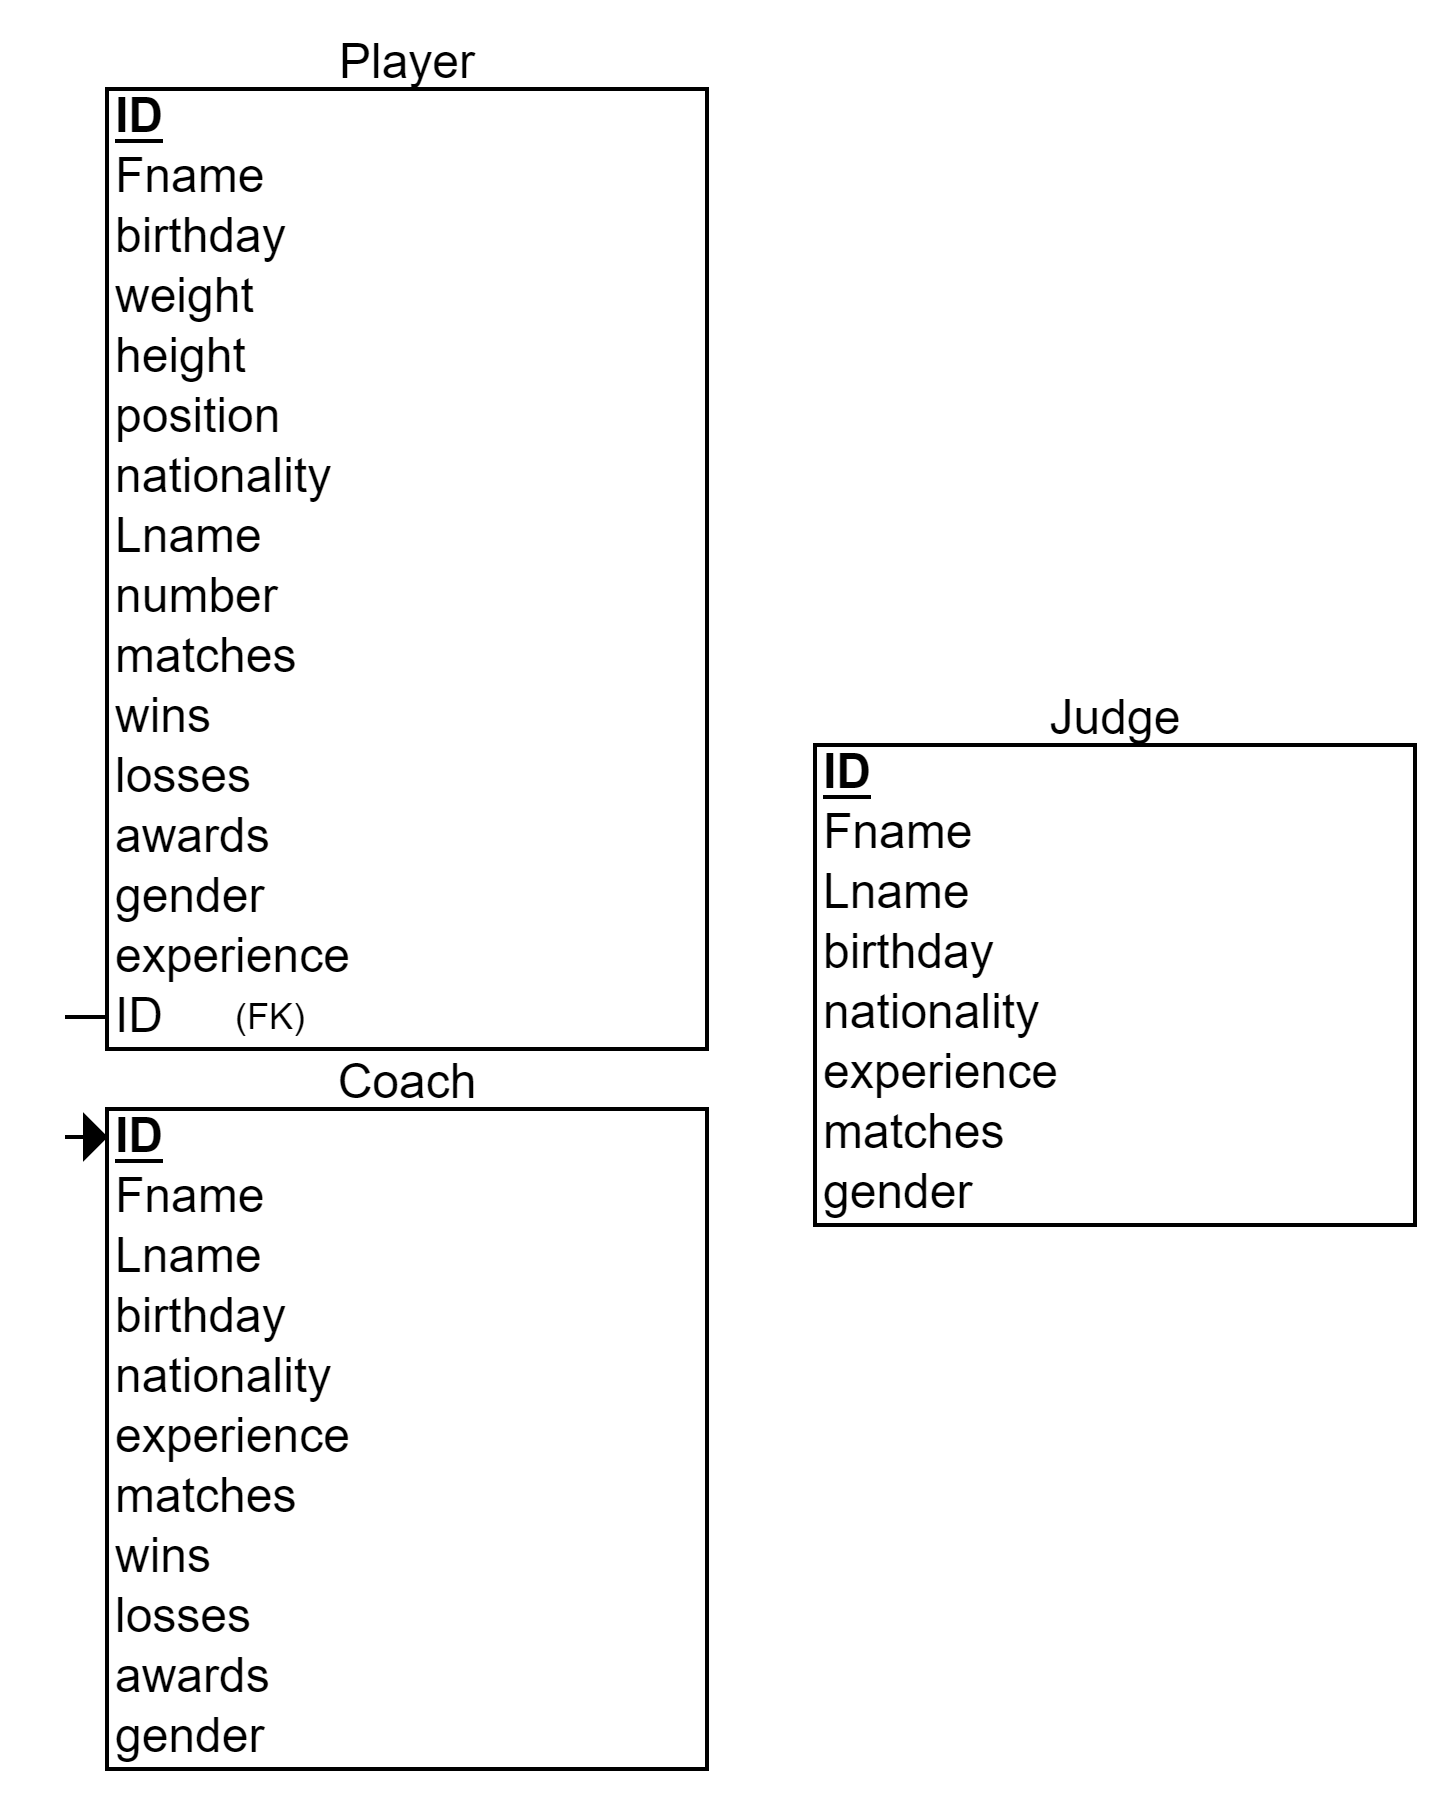 Player
ID
Fname
birthday
weight
height
position
nationality
Lname
number
matches
wins
losses
awards
gender
experience
ID (FK)
Coach
ID
Fname
Lname
birthday
nationality
experience
matches
wins
losses
awards
gender
Judge
ID
Fname
Lname
birthday
nationality
experience
matches
gender